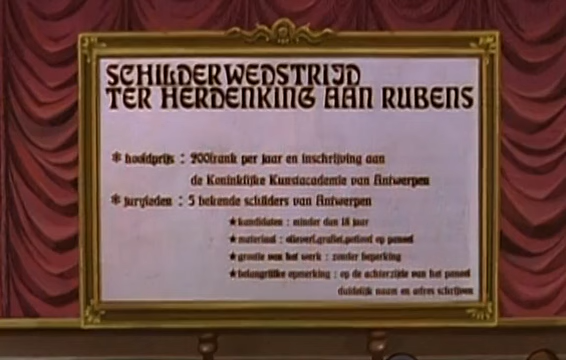 SCHILDERWEDSTRIJD
TER HERDENKING AAN RUBENS
* hoofdprijs : 900frank per jaar en inschrijving aan
de Koninklijke Kunstacademie van Antwerpen
* juryleden : 5 bekende schilders van Antwerpen
★ kandidaten : minder dan 18 jaar
★ materiaal : olieverf,grafiet,potlood op paneel
★ grootte van het werk : zonder beperking
★ belangrijke opmerking : op de achterzijde van het paneel
duidelijk naam en adres schrijven